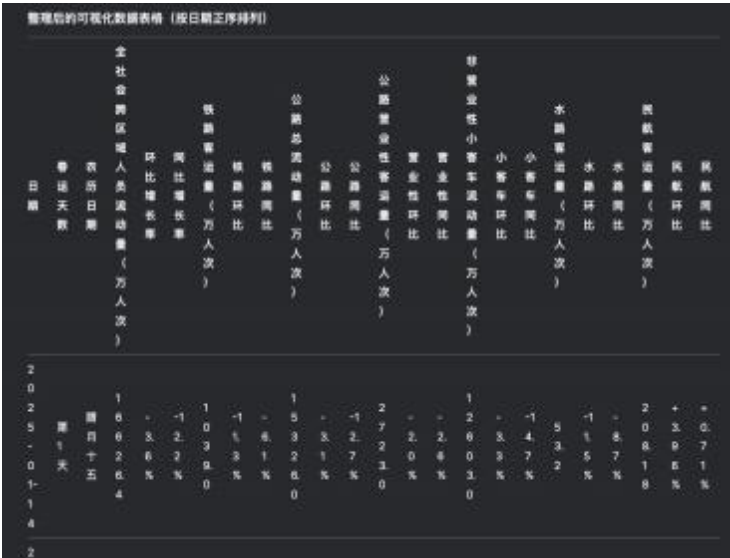 整理后的可视化数据表格（按日期正序排列）
日期
春运天数
农历日期
全社会跨区域人员流动量（万人次）
环比增长率
同比增长率
铁路客运量（万人次）
铁路环比
铁路同比
公路总流动量（万人次）
公路环比
公路同比
公路营业性客运量（万人次）
营业性环比
营业性同比
非营业性小客车流动量（万人次）
小客车环比
小客车同比
水路客运量（万人次）
水路环比
水路同比
民航客运量（万人次）
民航环比
民航同比
2025-01-14
第1天
腊月十五
16626.4
-3.6%
-12.2%
1039.0
-11.3%
-6.1%
15326.0
-3.1%
-12.7%
2723.0
-2.0%
-2.6%
12603.0
-3.3%
-14.7%
53.2
-11.5%
-8.7%
208.18
+3.96%
+0.71%
2